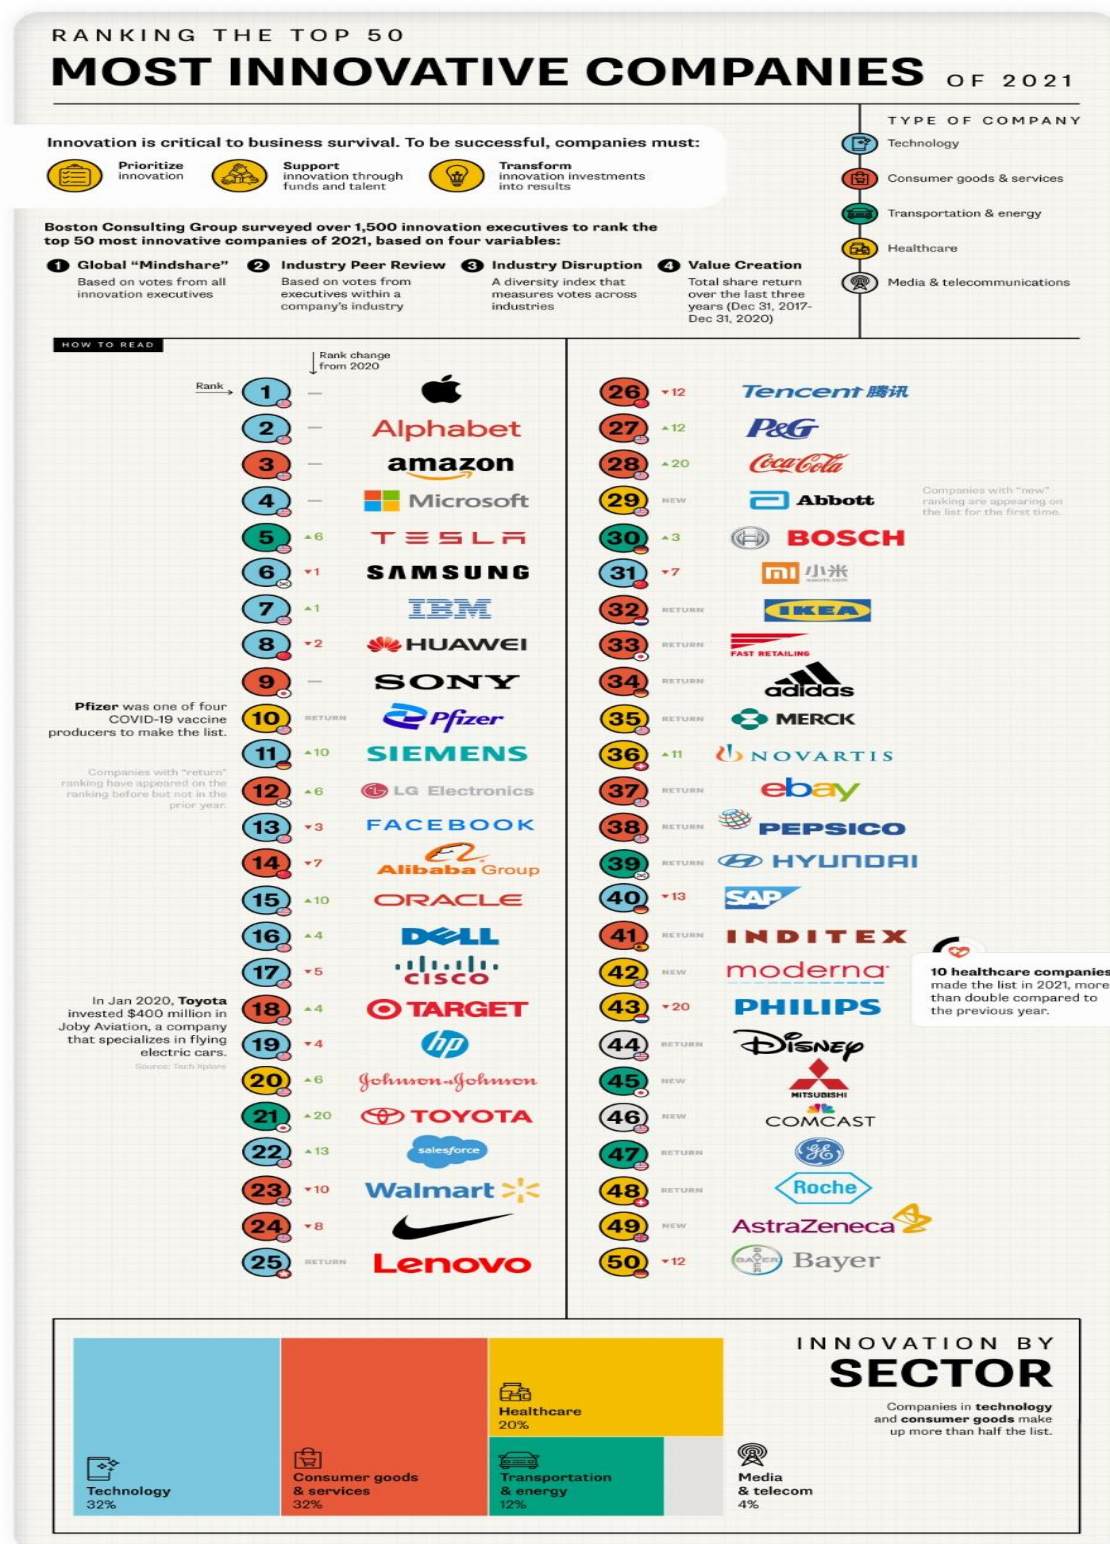 RANKING THE TOP 50
MOST INNOVATIVE COMPANIES OF 2021
TYPE OF COMPANY
Technology
Consumer goods & services
Transportation & energy
Healthcare
Media & telecommunications
Innovation is critical to business survival. To be successful, companies must:
Prioritize
innovation
Support
innovation through
funds and talent
Transform
innovation investments
into results
Boston Consulting Group surveyed over 1,500 innovation executives to rank the
top 50 most innovative companies of 2021, based on four variables:
1 Global “Mindshare”
Based on votes from all
innovation executives
2 Industry Peer Review
Based on votes from
executives within a
company's industry
3 Industry Disruption
A diversity index that
measures votes across
industries
4 Value Creation
Total share return
over the last three
years (Dec 31, 2017-
Dec 31, 2020)
HOW TO READ
Rank change
from 2020
Rank
1 —
2 — Alphabet
3 — amazon
4 — Microsoft
5 ▲6 TESLA
6 ▼1 SAMSUNG
7 ▲1 IBM
8 ▼2 HUAWEI
9 — SONY
10 RETURN Pfizer
11 ▲10 SIEMENS
12 ▲6 LG Electronics
13 ▼3 FACEBOOK
14 ▼7 Alibaba Group
15 ▲10 ORACLE
16 ▲4 DELL
17 ▼5 CISCO
18 ▲4 TARGET
19 ▼4 hp
20 ▲6 Johnson & Johnson
21 ▲20 TOYOTA
22 ▲13 salesforce
23 ▼10 Walmart
24 ▼8
25 RETURN Lenovo
Pfizer was one of four
COVID-19 vaccine
producers to make the list.
Companies with “return”
ranking have appeared on the
ranking before but not in the
prior year.
In Jan 2020, Toyota
invested $400 million in
Joby Aviation, a company
that specializes in flying
electric cars.
Source: Tech Xplore
26 ▼12 Tencent 腾讯
27 ▲12 P&G
28 ▲20 Coca-Cola
29 NEW Abbott
30 ▲3 BOSCH
31 ▼7 mi 小米
xiaomi.com
32 RETURN IKEA
33 RETURN FAST RETAILING
34 RETURN adidas
35 RETURN MERCK
36 ▲11 NOVARTIS
37 RETURN ebay
38 RETURN PEPSICO
39 RETURN HYUNDAI
40 ▼13 SAP
41 RETURN INDITEX
42 NEW moderna
43 ▼20 PHILIPS
44 RETURN DISNEY
45 NEW MITSUBISHI
46 NEW COMCAST
47 RETURN GE
48 RETURN Roche
49 NEW AstraZeneca
50 ▼12 BAYER Bayer
Companies with “new”
ranking are appearing on
the list for the first time.
10 healthcare companies
made the list in 2021, more
than double compared to
the previous year.
INNOVATION BY
SECTOR
Companies in technology
and consumer goods make
up more than half the list.
Technology
32%
Consumer goods
& services
32%
Healthcare
20%
Transportation
& energy
12%
Media
& telecom
4%